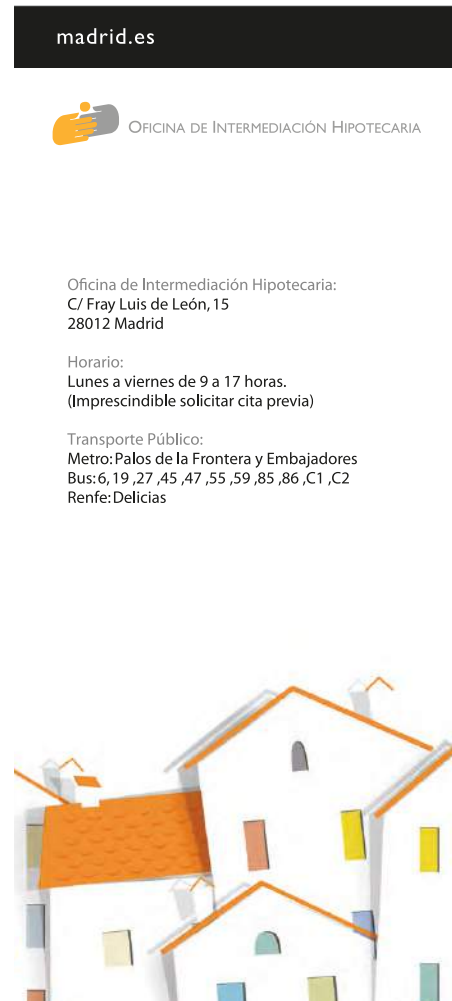 madrid.es
OFICINA DE INTERMEDIACIÓN HIPOTECARIA
Oficina de Intermediación Hipotecaria:
C/ Fray Luis de León, 15
28012 Madrid
Horario:
Lunes a viernes de 9 a 17 horas.
(Imprescindible solicitar cita previa)
Transporte Público:
Metro: Palos de la Frontera y Embajadores
Bus: 6, 19 ,27 ,45 ,47 ,55 ,59 ,85 ,86 ,C1 ,C2
Renfe: Delicias